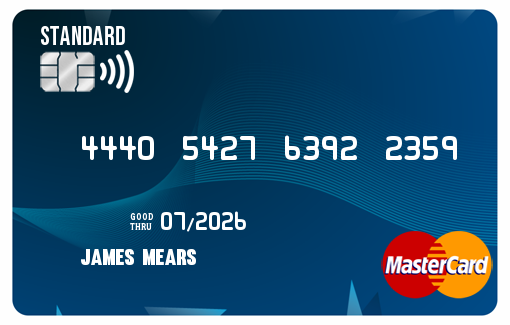 STANDARD
4440 5427 6392 2359
GOOD THRU 07/2026
JAMES MEARS
MasterCard